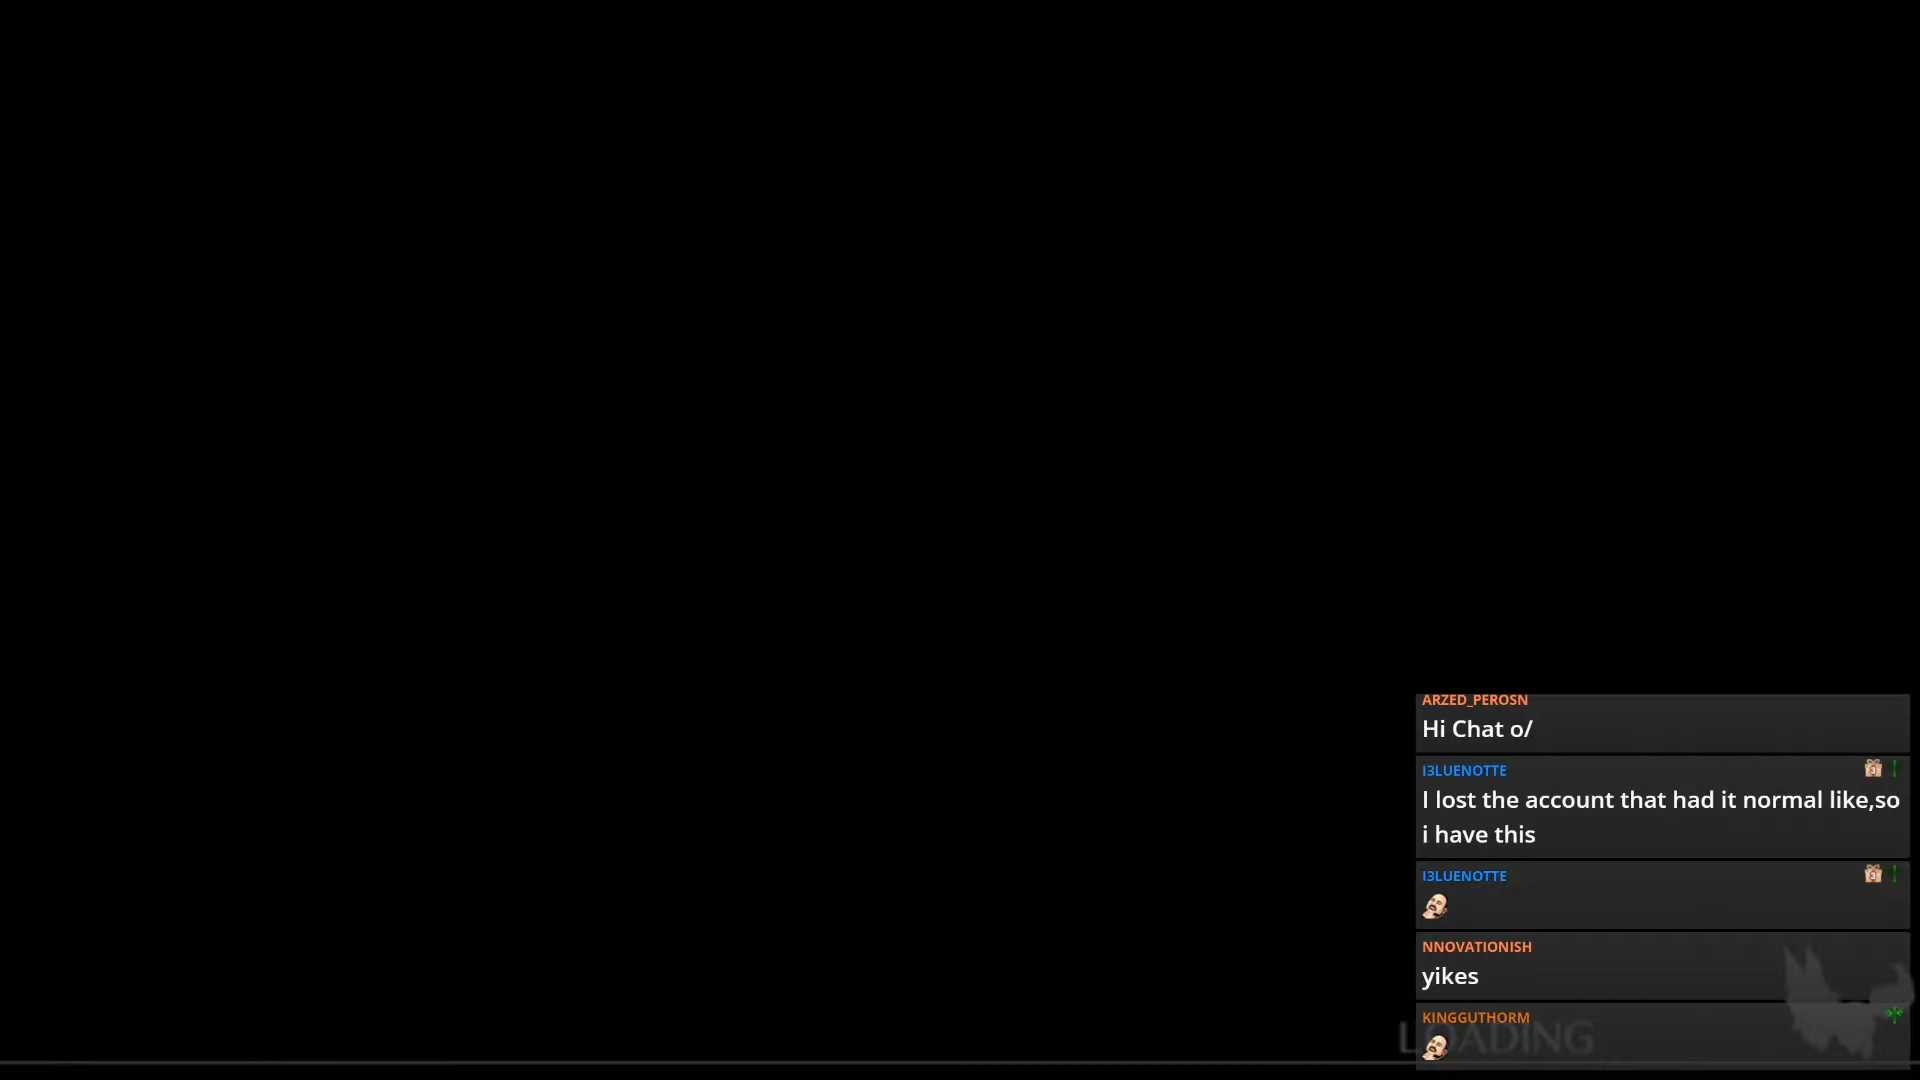 ARZED_PEROSN
Hi Chat o/
I3LUENOTTE
I lost the account that had it normal like,so
i have this
I3LUENOTTE
NNOVATIONISH
yikes
KINGGUTHORM
LOADING